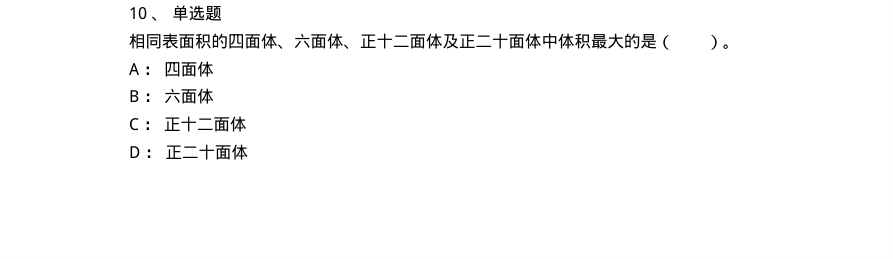 10 、 单选题
相同表面积的四面体、六面体、正十二面体及正二十面体中体积最大的是（　　）。
A： 四面体
B： 六面体
C： 正十二面体
D： 正二十面体